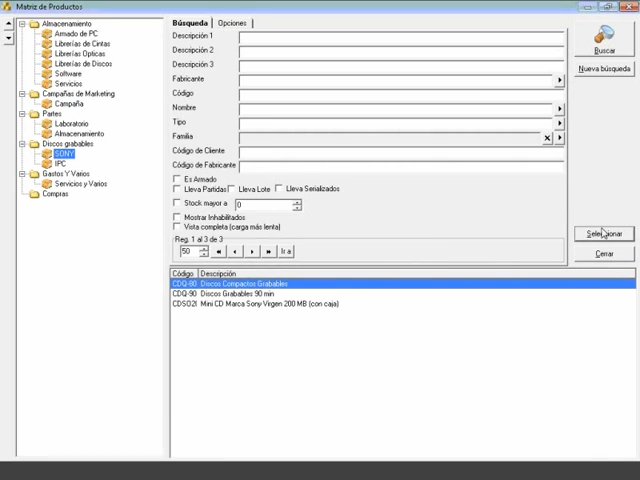 Matriz de Productos
Almacenamiento
Armado de PC
Librerías de Cintas
Librerías Opticas
Librerías de Discos
Software
Servicios
Campañas de Marketing
Campaña
Partes
Laboratorio
Almacenamiento
Discos grabables
SONY
IPC
Gastos Y Varios
Servicios y Varios
Compras
Búsqueda
Opciones
Descripción 1
Descripción 2
Descripción 3
Fabricante
Código
Nombre
Tipo
Familia
Código de Cliente
Código de Fabricante
Es Armado
Lleva Partidas
Lleva Lote
Lleva Serializados
Stock mayor a
0
Mostrar Inhabilitados
Vista completa (carga más lenta)
Reg. 1 al 3 de 3
50
Ir a
Buscar
Nueva búsqueda
Seleccionar
Cerrar
Código Descripción
CDQ-80 Discos Compactos Grabables
CDQ-90 Discos Grabables 90 min
CDSO20 Mini CD Marca Sony Virgen 200 MB (con caja)